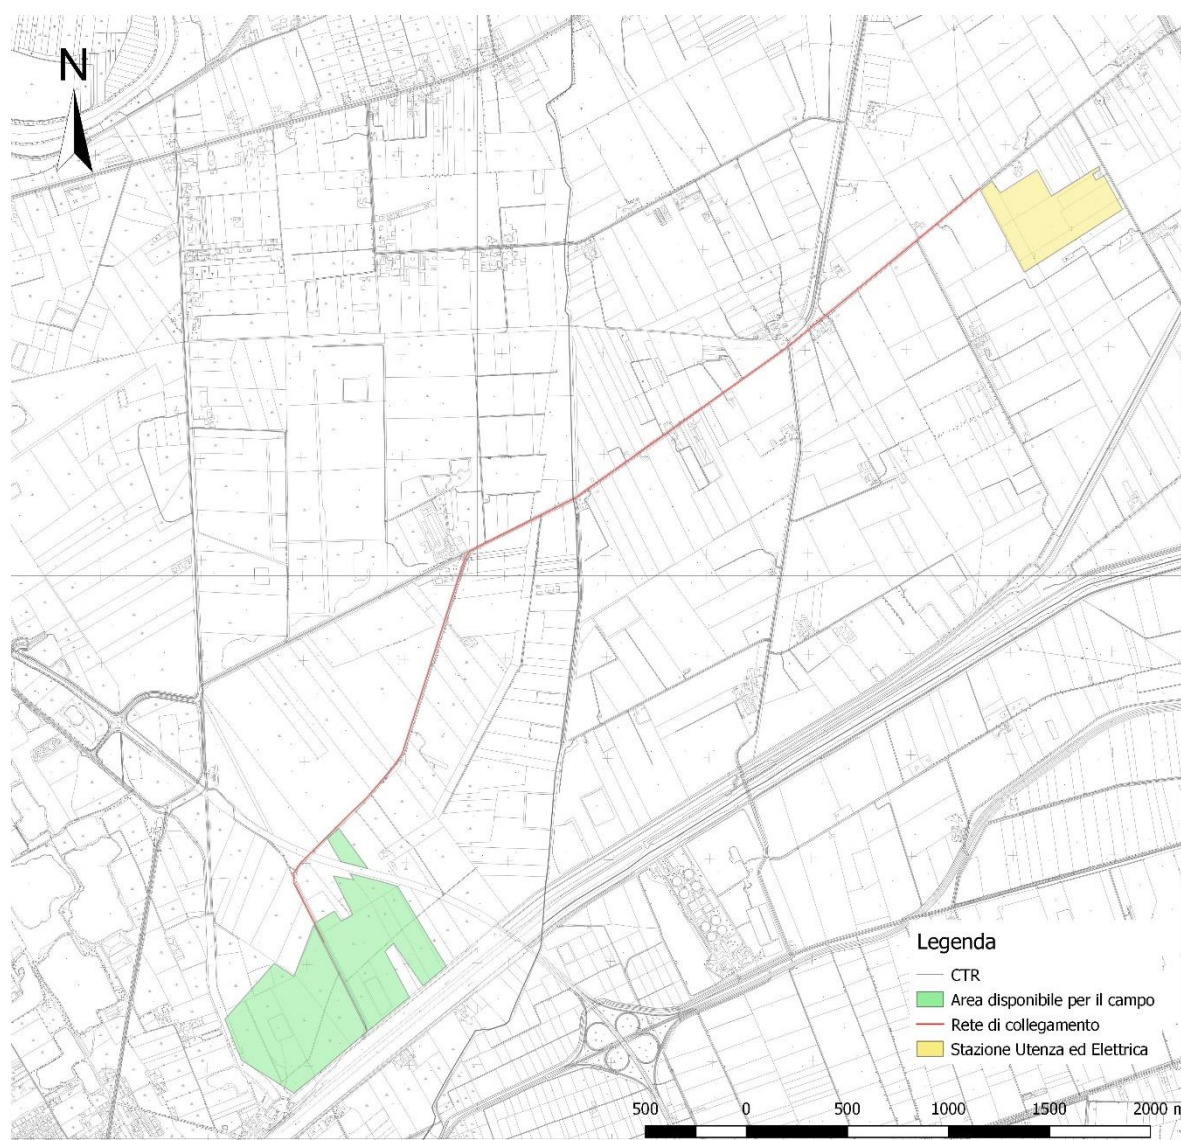 N
Legenda
CTR
Area disponibile per il campo
Rete di collegamento
Stazione Utenza ed Elettrica
500 0 500 1000 1500 2000 m